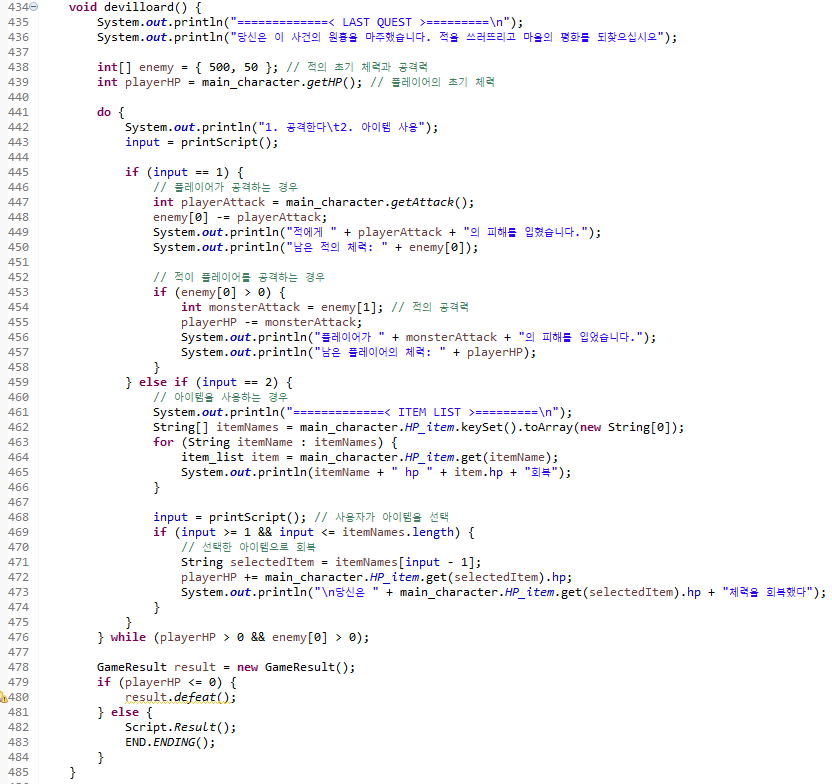 434 void devilloard() {
435 System.out.println("=============< LAST QUEST >=========\n");
436 System.out.println("당신은 이 사건의 원흉을 마주했습니다. 적을 쓰러뜨리고 마을의 평화를 되찾으십시오");
437
438 int[] enemy = { 500, 50 }; // 적의 초기 체력과 공격력
439 int playerHP = main_character.getHP(); // 플레이어의 초기 체력
440
441 do {
442 System.out.println("1. 공격한다\t2. 아이템 사용");
443 input = printScript();
444
445 if (input == 1) {
446 // 플레이어가 공격하는 경우
447 int playerAttack = main_character.getAttack();
448 enemy[0] -= playerAttack;
449 System.out.println("적에게 " + playerAttack + "의 피해를 입혔습니다.");
450 System.out.println("남은 적의 체력: " + enemy[0]);
451
452 // 적이 플레이어를 공격하는 경우
453 if (enemy[0] > 0) {
454 int monsterAttack = enemy[1]; // 적의 공격력
455 playerHP -= monsterAttack;
456 System.out.println("플레이어가 " + monsterAttack + "의 피해를 입었습니다.");
457 System.out.println("남은 플레이어의 체력: " + playerHP);
458 }
459 } else if (input == 2) {
460 // 아이템을 사용하는 경우
461 System.out.println("=============< ITEM LIST >=========\n");
462 String[] itemNames = main_character.HP_item.keySet().toArray(new String[0]);
463 for (String itemName : itemNames) {
464 item_list item = main_character.HP_item.get(itemName);
465 System.out.println(itemName + " hp " + item.hp + "회복");
466 }
467
468 input = printScript(); // 사용자가 아이템을 선택
469 if (input >= 1 && input <= itemNames.length) {
470 // 선택한 아이템으로 회복
471 String selectedItem = itemNames[input - 1];
472 playerHP += main_character.HP_item.get(selectedItem).hp;
473 System.out.println("\n당신은 " + main_character.HP_item.get(selectedItem).hp + "체력을 회복했다");
474 }
475 }
476 } while (playerHP > 0 && enemy[0] > 0);
477
478 GameResult result = new GameResult();
479 if (playerHP <= 0) {
480 result.defeat();
481 } else {
482 Script.Result();
483 END.ENDING();
484 }
485 }